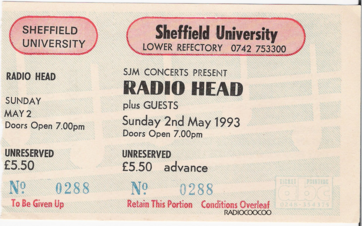 SHEFFIELD
UNIVERSITY
RADIO HEAD
SUNDAY
MAY 2
Doors Open 7.00pm
UNRESERVED
£5.50
Nº 0288
To Be Given Up
Sheffield University
LOWER REFECTORY 0742 753300
SJM CONCERTS PRESENT
RADIO HEAD
plus GUESTS
Sunday 2nd May 1993
Doors Open 7.00pm
UNRESERVED
£5.50 advance
Nº 0288
Retain This Portion Conditions Overleaf